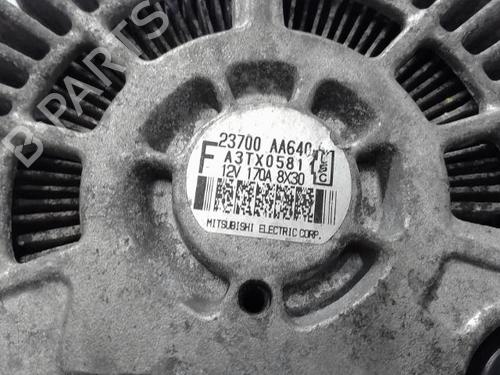 B-PARTS
23700 AA640
F A3TX0581
12V 170A 8X30
MITSUBISHI ELECTRIC CORP.